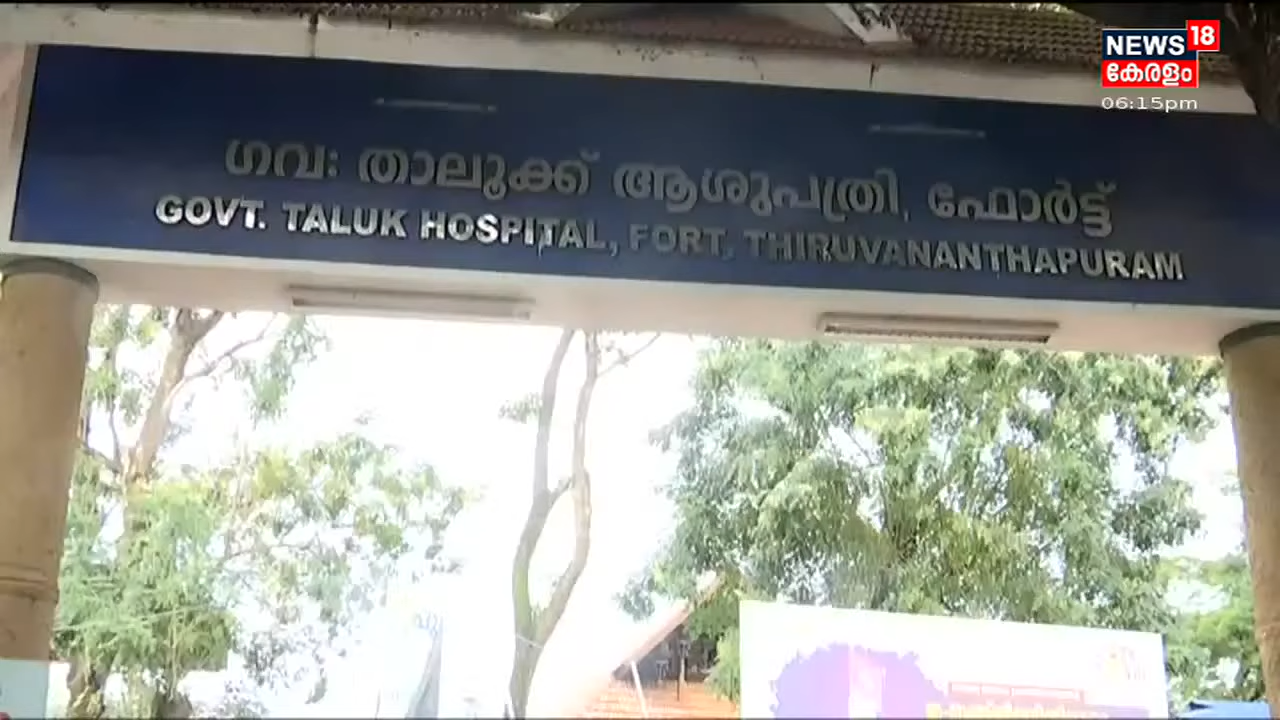 NEWS 18
കേരളം
06:15pm
ഗവ: താലൂക്ക് ആശുപത്രി, ഫോർട്ട്
GOVT. TALUK HOSPITAL, FORT, THIRUVANANTHAPURAM